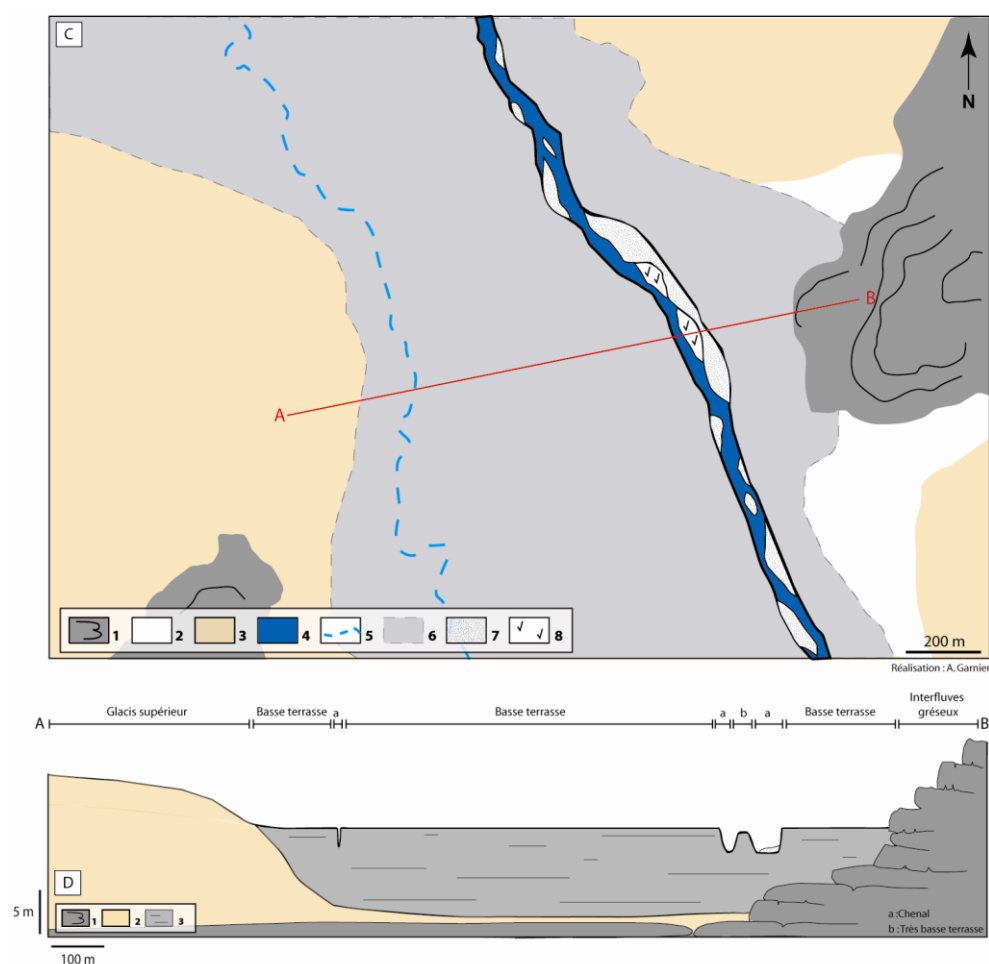 C
N
B
A
1 2 3 4 5 6 7 8
200 m
Réalisation : A. Garnier
A Glacis supérieur Basse terrasse a Basse terrasse a b a Basse terrasse Interfluves
gréseux B
D
1 2 3
5 m
100 m
a :Chenal
b : Très basse terrasse